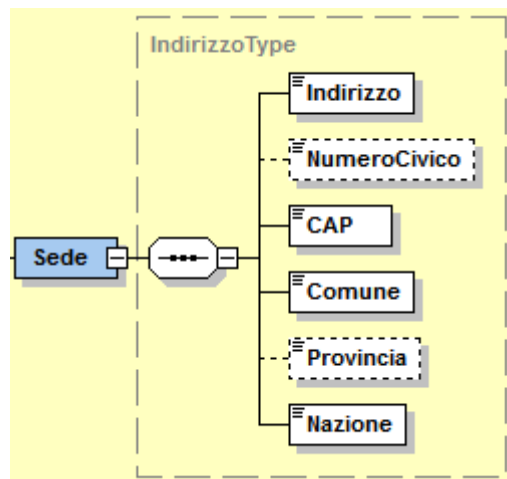 IndirizzoType
Indirizzo
NumeroCivico
CAP
Sede
Comune
Provincia
Nazione